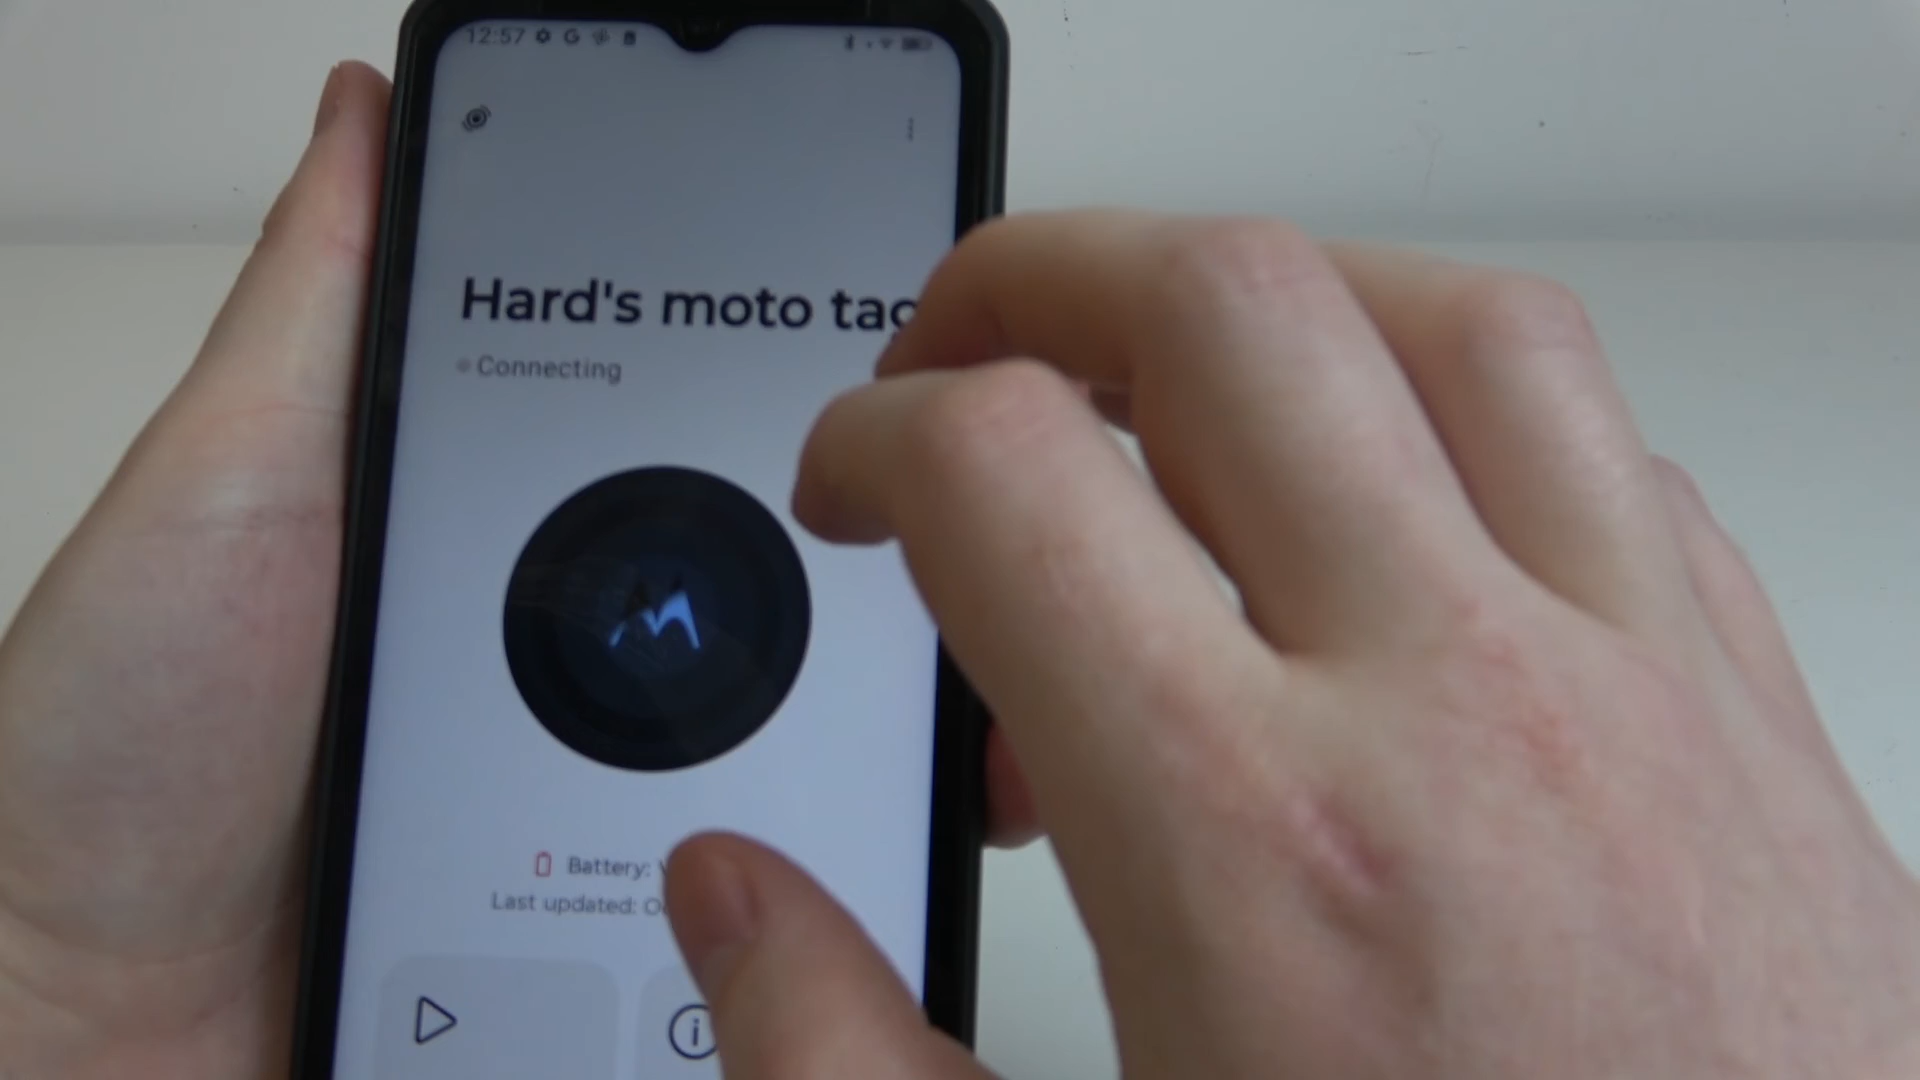 12:57
Hard's moto tag
Connecting
Battery:
Last updated: